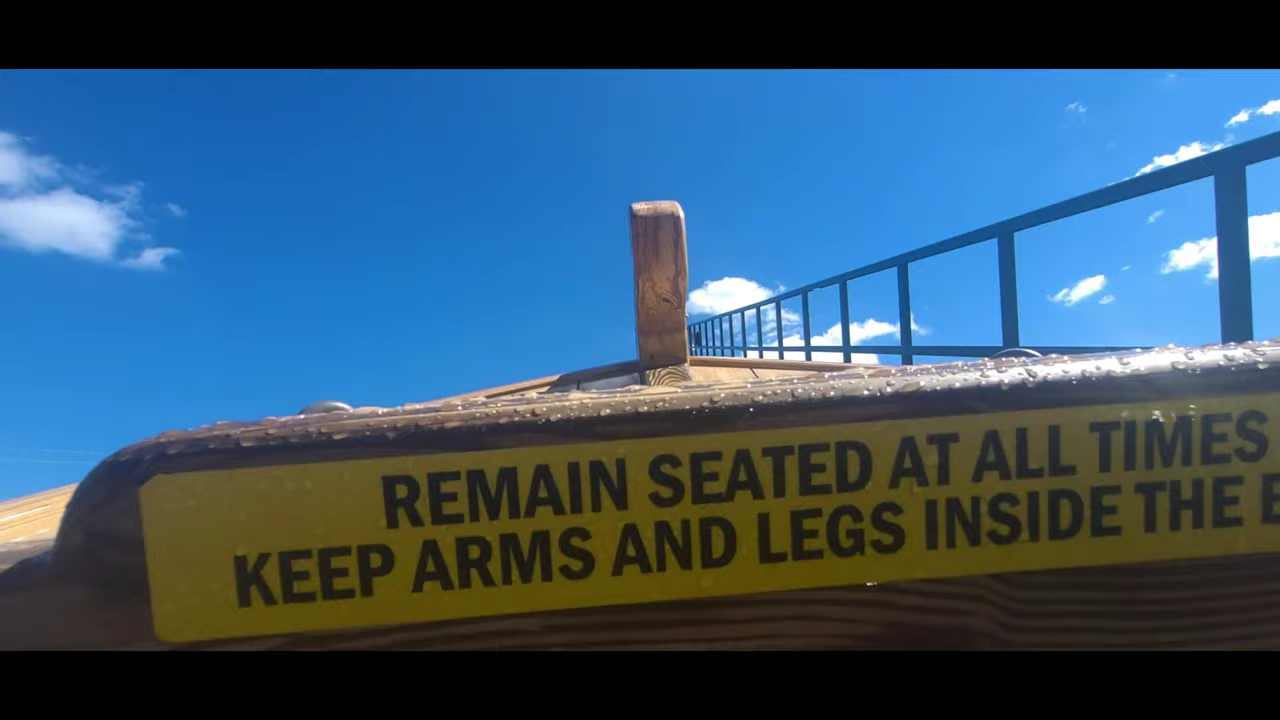 REMAIN SEATED AT ALL TIMES
KEEP ARMS AND LEGS INSIDE THE